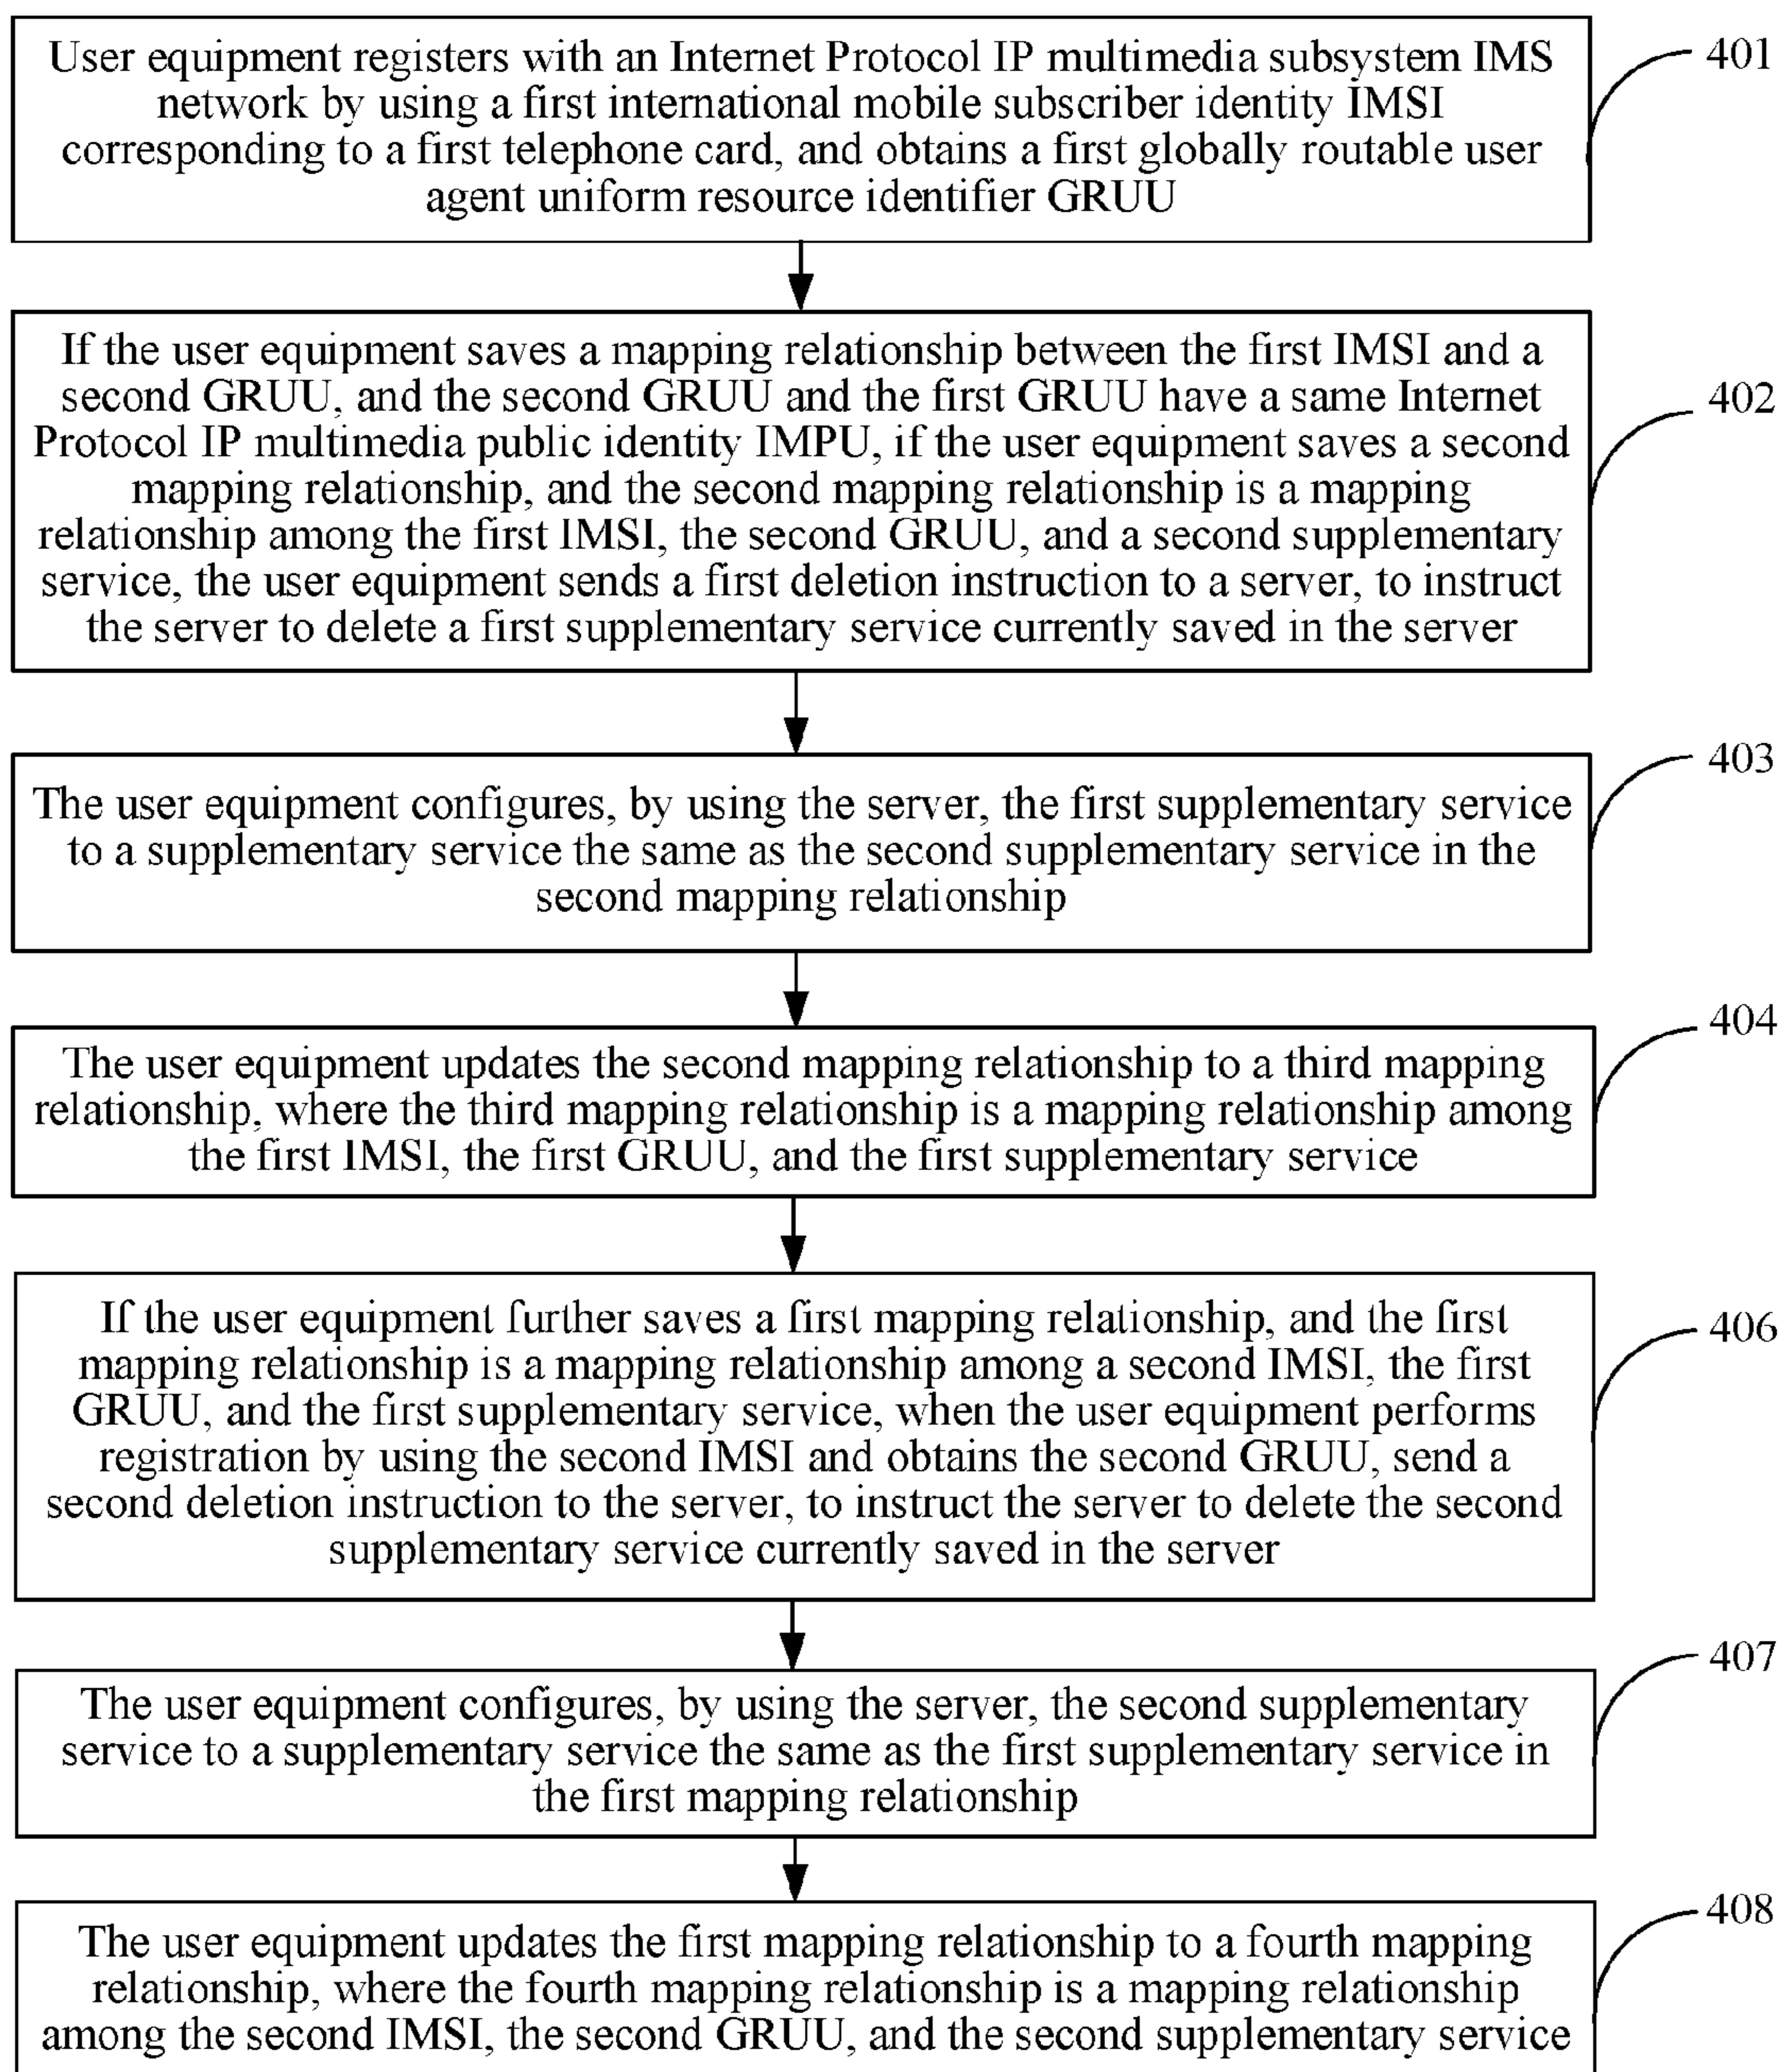 User equipment registers with an Internet Protocol IP multimedia subsystem IMS
network by using a first international mobile subscriber identity IMSI
corresponding to a first telephone card, and obtains a first globally routable user
agent uniform resource identifier GRUU
401
If the user equipment saves a mapping relationship between the first IMSI and a
second GRUU, and the second GRUU and the first GRUU have a same Internet
Protocol IP multimedia public identity IMPU, if the user equipment saves a second
mapping relationship, and the second mapping relationship is a mapping
relationship among the first IMSI, the second GRUU, and a second supplementary
service, the user equipment sends a first deletion instruction to a server, to instruct
the server to delete a first supplementary service currently saved in the server
402
The user equipment configures, by using the server, the first supplementary service
to a supplementary service the same as the second supplementary service in the
second mapping relationship
403
The user equipment updates the second mapping relationship to a third mapping
relationship, where the third mapping relationship is a mapping relationship among
the first IMSI, the first GRUU, and the first supplementary service
404
If the user equipment further saves a first mapping relationship, and the first
mapping relationship is a mapping relationship among a second IMSI, the first
GRUU, and the first supplementary service, when the user equipment performs
registration by using the second IMSI and obtains the second GRUU, send a
second deletion instruction to the server, to instruct the server to delete the second
supplementary service currently saved in the server
406
The user equipment configures, by using the server, the second supplementary
service to a supplementary service the same as the first supplementary service in
the first mapping relationship
407
The user equipment updates the first mapping relationship to a fourth mapping
relationship, where the fourth mapping relationship is a mapping relationship
among the second IMSI, the second GRUU, and the second supplementary service
408